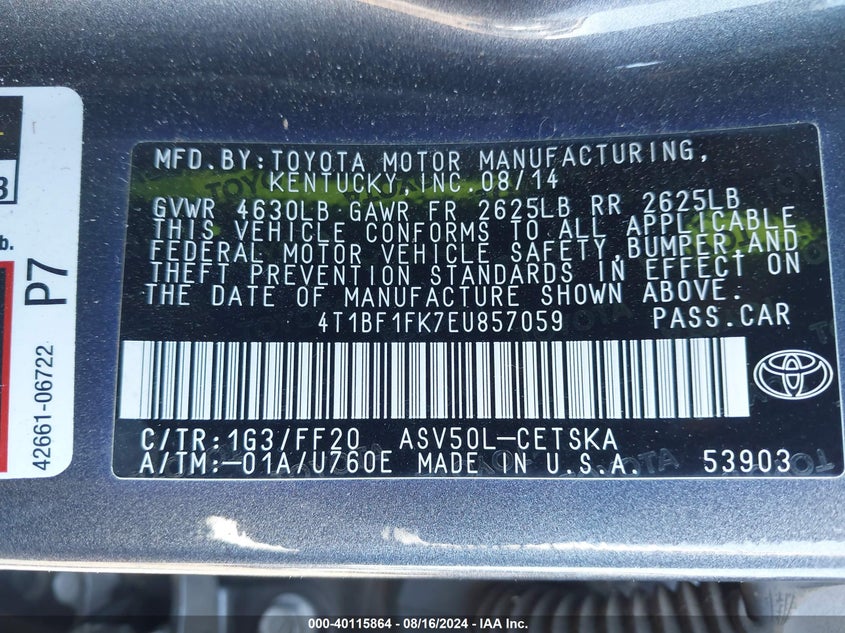 MFD.BY:TOYOTA MOTOR MANUFACTURING,
KENTUCKY,INC.08/14
GVWR 4630LB GAWR FR 2625LB RR 2625LB
THIS VEHICLE CONFORMS TO ALL APPLICABLE
FEDERAL MOTOR VEHICLE SAFETY,BUMPER,AND
THEFT PREVENTION STANDARDS IN EFFECT ON
THE DATE OF MANUFACTURE SHOWN ABOVE.
4T1BF1FK7EU857059 PASS.CAR
C/TR:1G3/FF20 ASV50L-CETSKA
A/TM:-01A/U760E MADE IN U.S.A. 53903
3
b.
P7
42661-06722
000-40115864 - 08/16/2024 - IAA Inc.